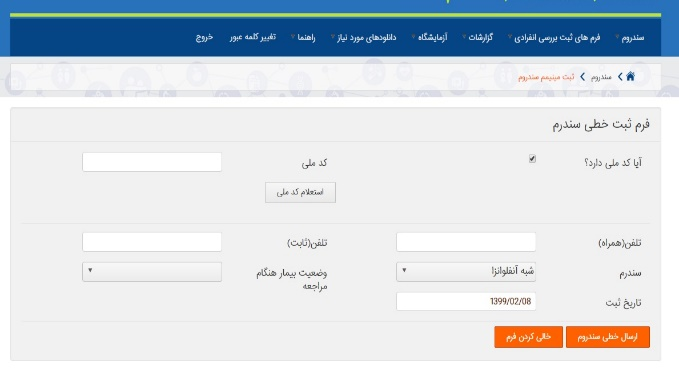 سندروم فرم های ثبت بررسی انفرادی گزارشات آزمایشگاه دانلودهای مورد نیاز راهنما تغییر کلمه عبور خروج
سندروم ثبت مینیمم سندروم
فرم ثبت خطی سندرم
آیا کد ملی دارد؟ کد ملی
استعلام کد ملی
تلفن(همراه) تلفن(ثابت)
سندرم شبه آنفلوانزا وضعیت بیمار هنگام
مراجعه
تاریخ ثبت 1399/02/08
ارسال خطی سندروم خالی کردن فرم